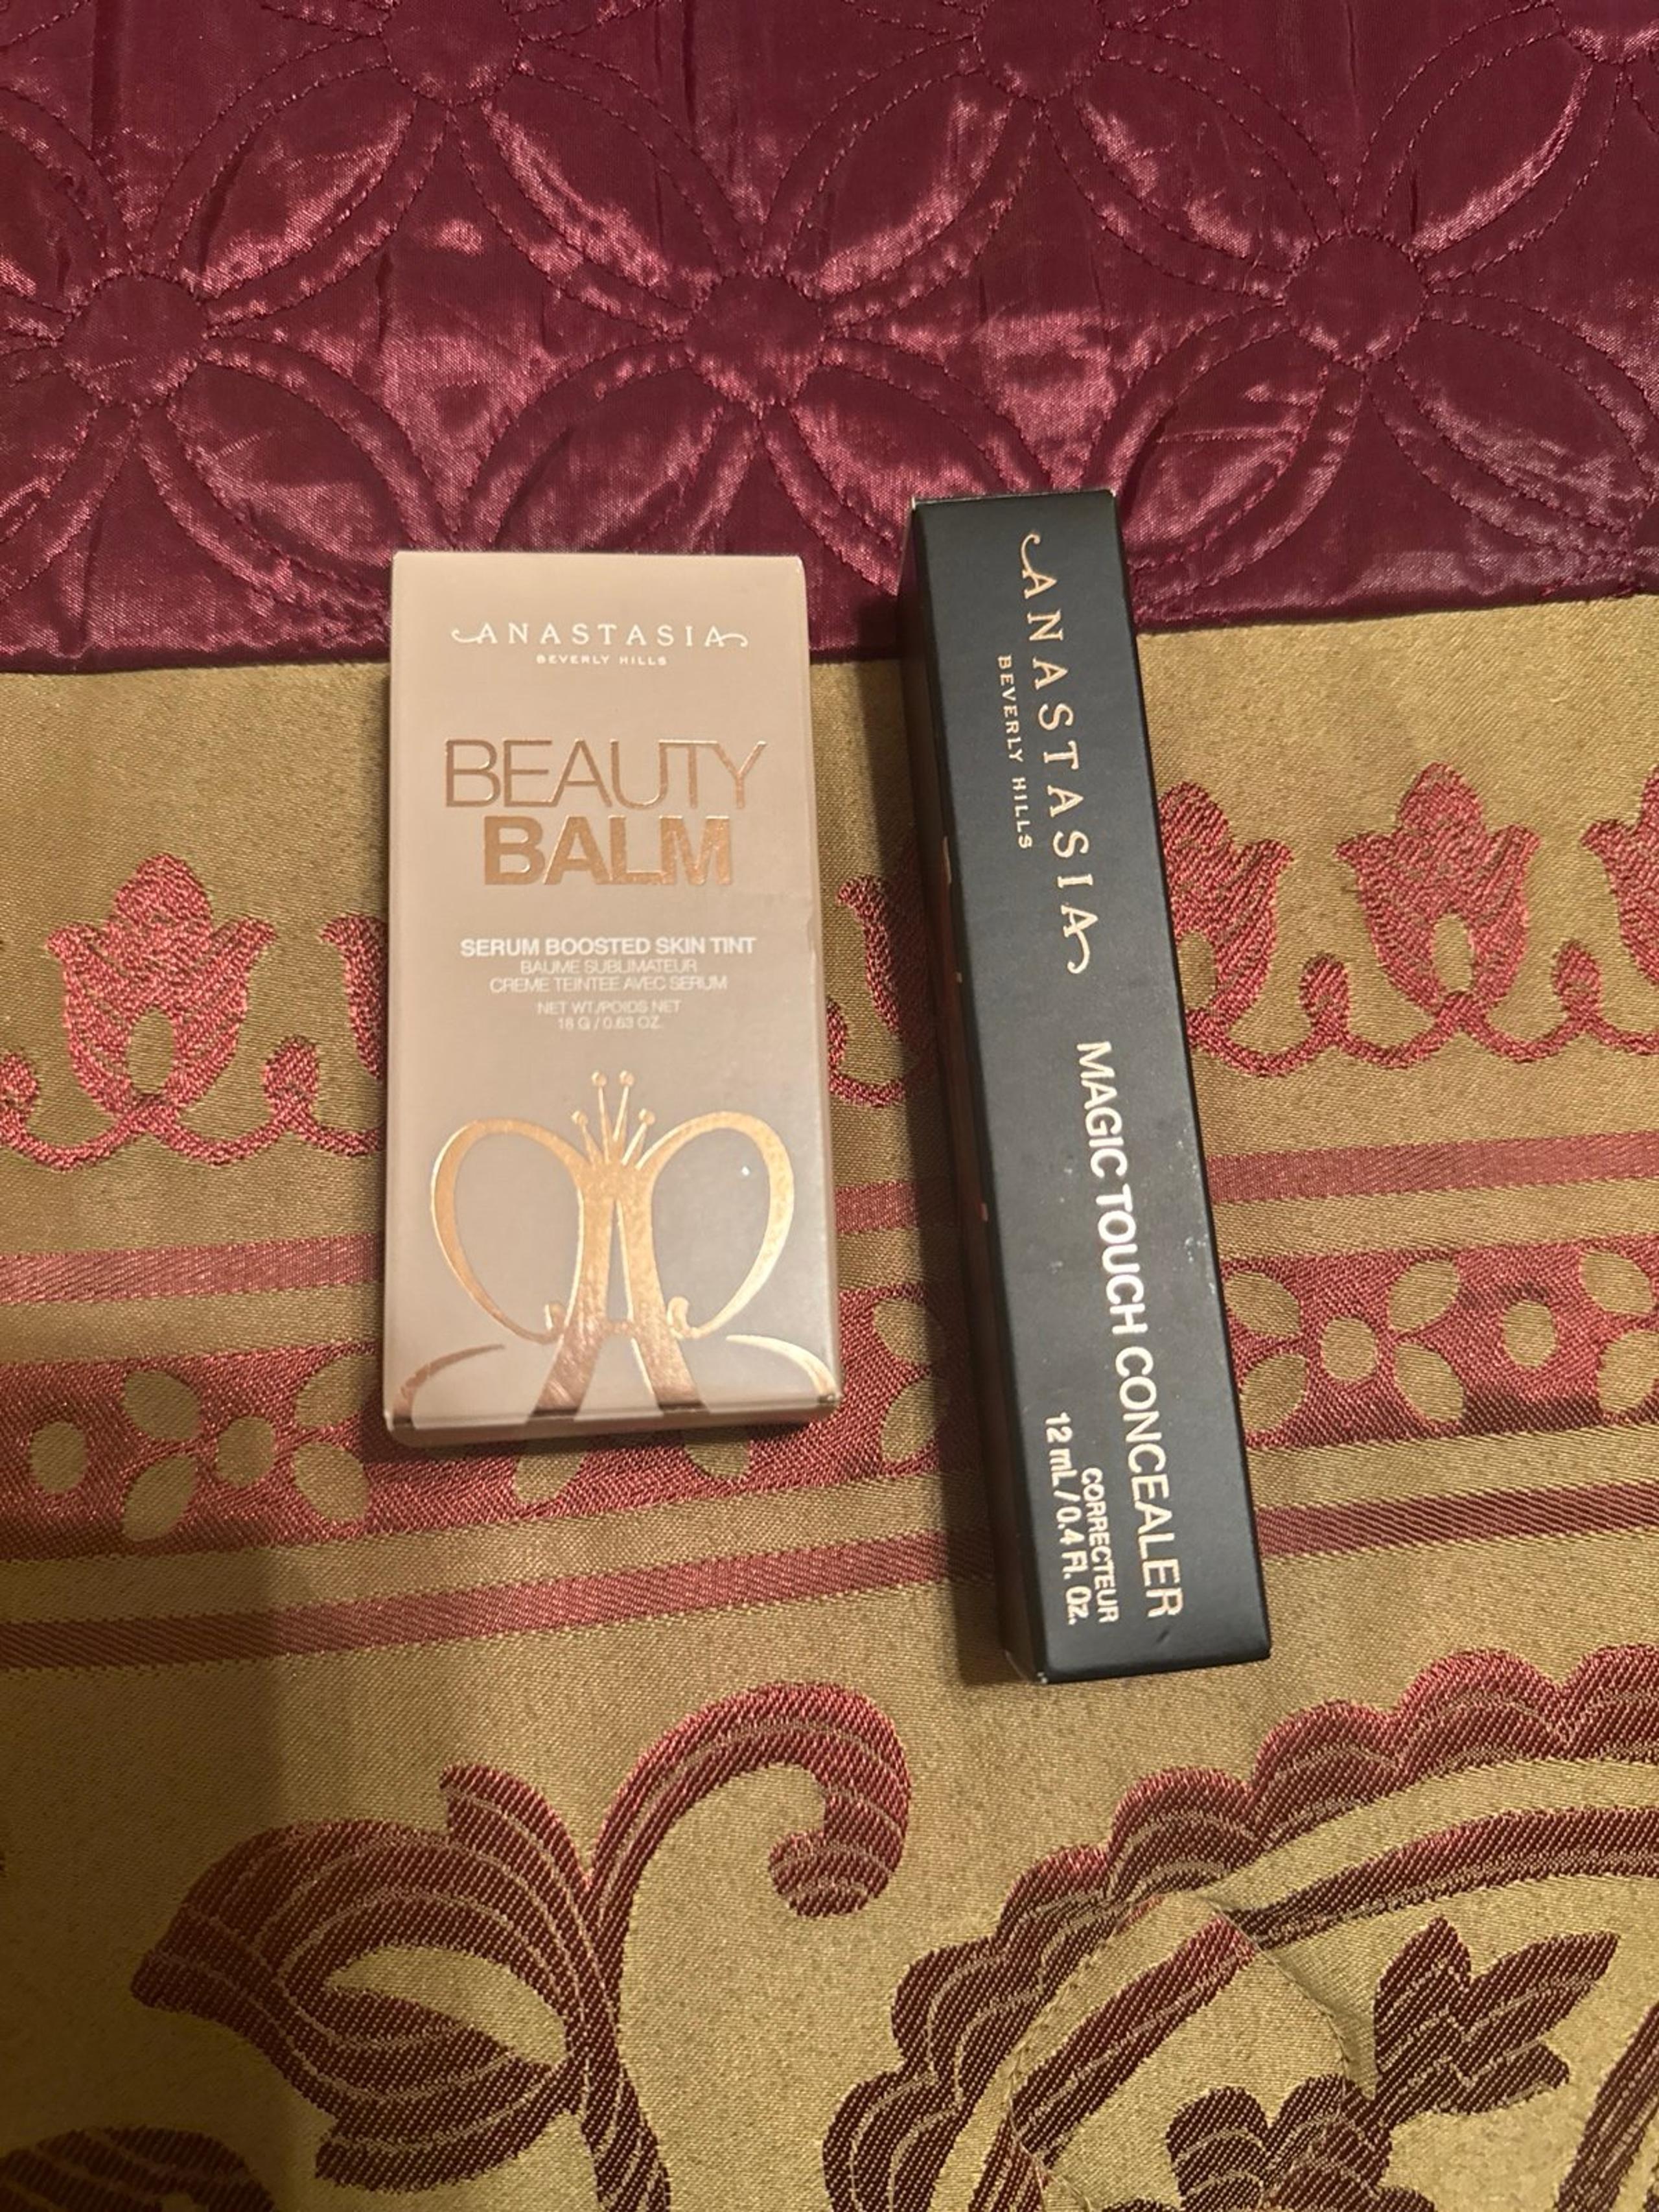 ANASTASIA
BEVERLY HILLS
BEAUTY
BALM
SERUM BOOSTED SKIN TINT
BAUME SUBLIMATEUR
CREME TEINTEE AVEC SERUM
NET WT./POIDS NET
18 G / 0.63 OZ.
ANASTASIA
BEVERLY HILLS
MAGIC TOUCH CONCEALER
CORRECTEUR
12 mL / 0.4 Fl. Oz.